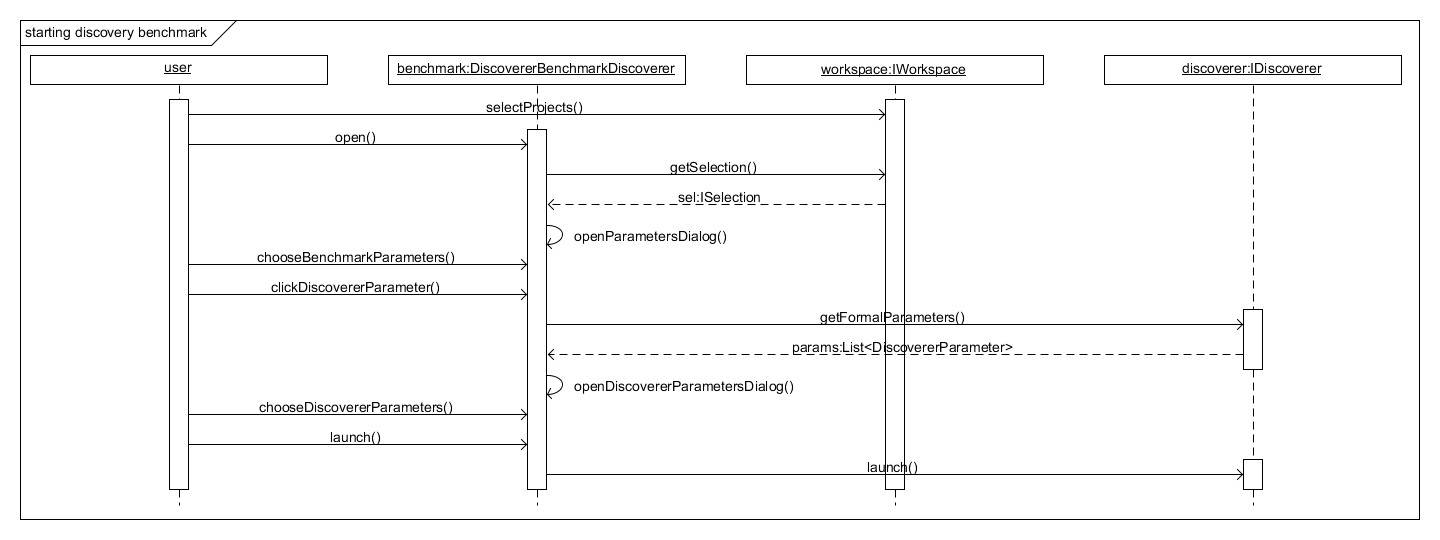 starting discovery benchmark
user
benchmark:DiscovererBenchmarkDiscoverer
workspace:IWorkspace
discoverer:IDiscoverer
selectProjects()
open()
getSelection()
sel:ISelection
openParametersDialog()
chooseBenchmarkParameters()
clickDiscovererParameter()
getFormalParameters()
params:List<DiscovererParameter>
openDiscovererParametersDialog()
chooseDiscovererParameters()
launch()
launch()